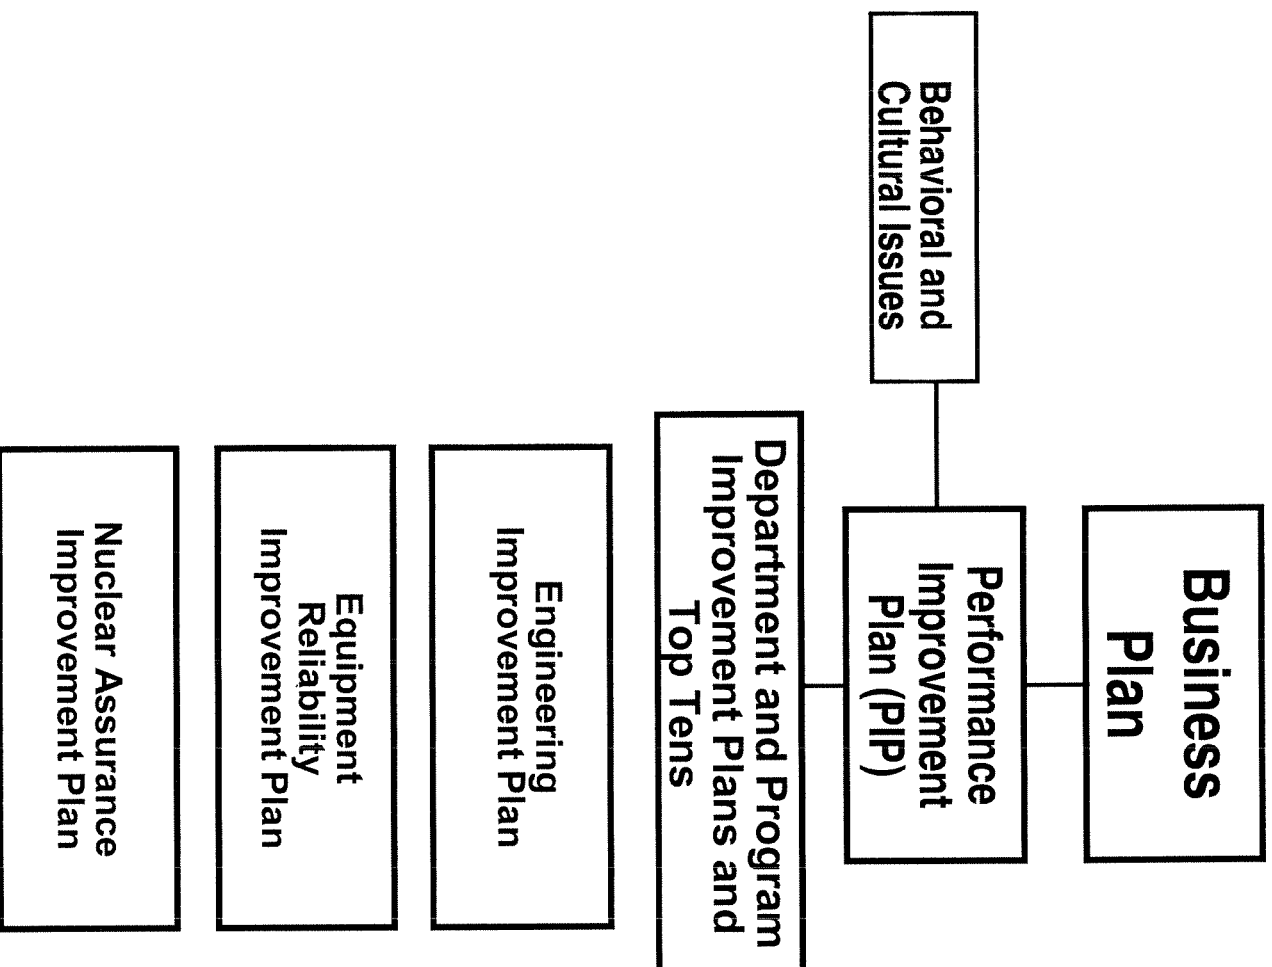 Business
Plan
Performance
Improvement
Plan (PIP)
Behavioral and
Cultural Issues
Department and Program
Improvement Plans and
Top Tens
Engineering
Improvement Plan
Equipment
Reliability
Improvement Plan
Nuclear Assurance
Improvement Plan